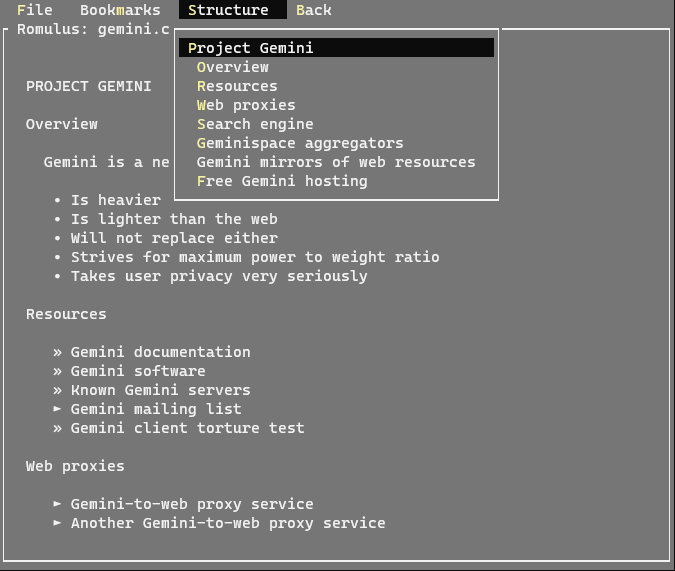 File Bookmarks Structure Back
Romulus: gemini.c
Project Gemini
Overview
Resources
Web proxies
Search engine
Geminispace aggregators
Gemini mirrors of web resources
Free Gemini hosting
PROJECT GEMINI
Overview
Gemini is a ne
• Is heavier
• Is lighter than the web
• Will not replace either
• Strives for maximum power to weight ratio
• Takes user privacy very seriously
Resources
» Gemini documentation
» Gemini software
» Known Gemini servers
► Gemini mailing list
» Gemini client torture test
Web proxies
► Gemini-to-web proxy service
► Another Gemini-to-web proxy service